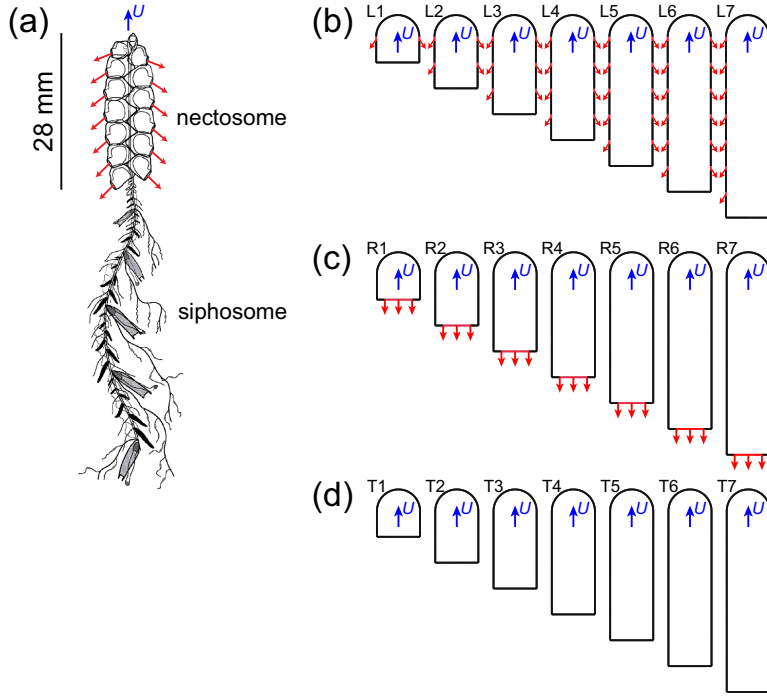 (a)
U
28 mm
nectosome
siphosome
(b)
L1 L2 L3 L4 L5 L6 L7
U U U U U U U
(c)
R1 R2 R3 R4 R5 R6 R7
U U U U U U U
(d)
T1 T2 T3 T4 T5 T6 T7
U U U U U U U